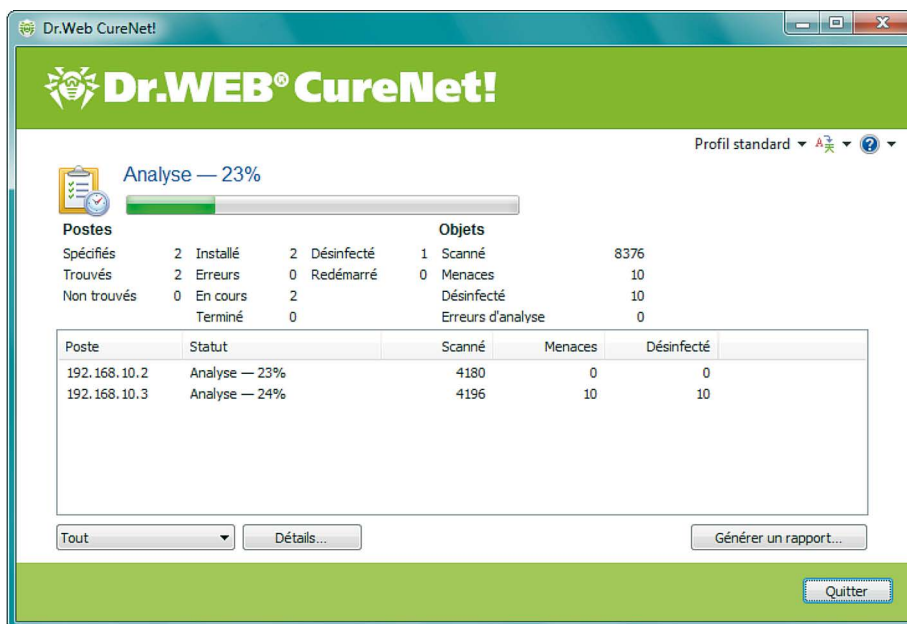 Dr.Web CureNet!
Dr.WEB® CureNet!
Profil standard
Analyse — 23%
Postes Objets
Spécifiés 2 Installé 2 Désinfecté 1 Scanné 8376
Trouvés 2 Erreurs 0 Redémarré 0 Menaces 10
Non trouvés 0 En cours 2 Désinfecté 10
Terminé 0 Erreurs d'analyse 0
Poste Statut Scanné Menaces Désinfecté
192.168.10.2 Analyse — 23% 4180 0 0
192.168.10.3 Analyse — 24% 4196 10 10
Tout Détails... Générer un rapport...
Quitter